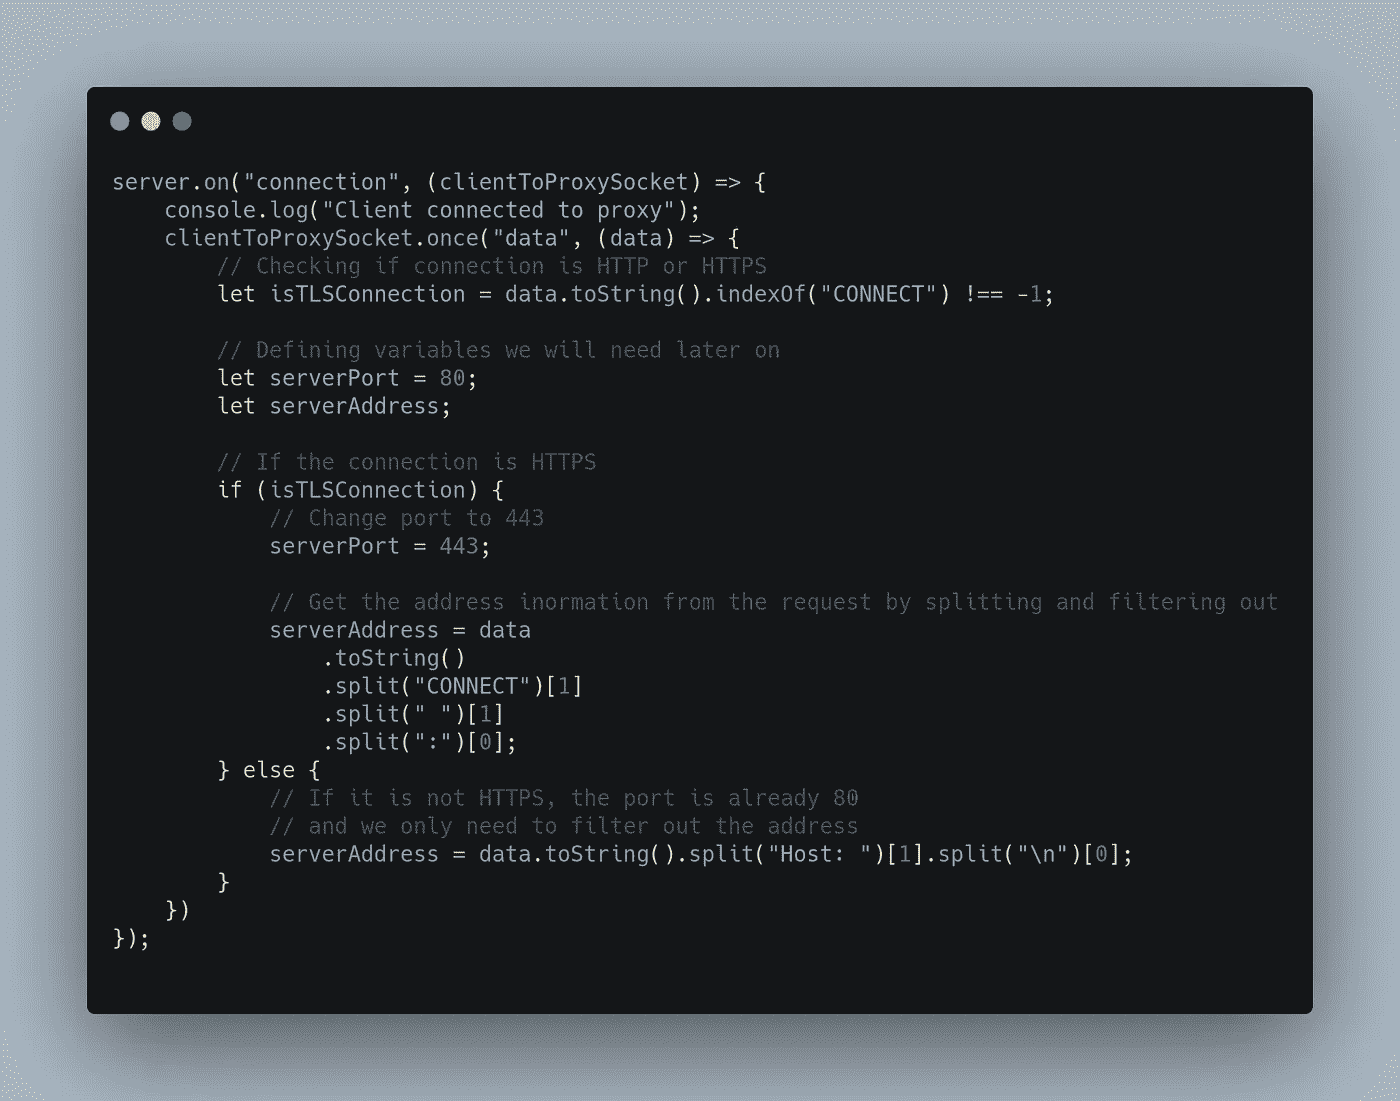 server.on("connection", (clientToProxySocket) => {
    console.log("Client connected to proxy");
    clientToProxySocket.once("data", (data) => {
        // Checking if connection is HTTP or HTTPS
        let isTLSConnection = data.toString().indexOf("CONNECT") !== -1;

        // Defining variables we will need later on
        let serverPort = 80;
        let serverAddress;

        // If the connection is HTTPS
        if (isTLSConnection) {
            // Change port to 443
            serverPort = 443;

            // Get the address inormation from the request by splitting and filtering out
            serverAddress = data
                .toString()
                .split("CONNECT")[1]
                .split(" ")[1]
                .split(":")[0];
        } else {
            // If it is not HTTPS, the port is already 80
            // and we only need to filter out the address
            serverAddress = data.toString().split("Host: ")[1].split("\n")[0];
        }
    })
});